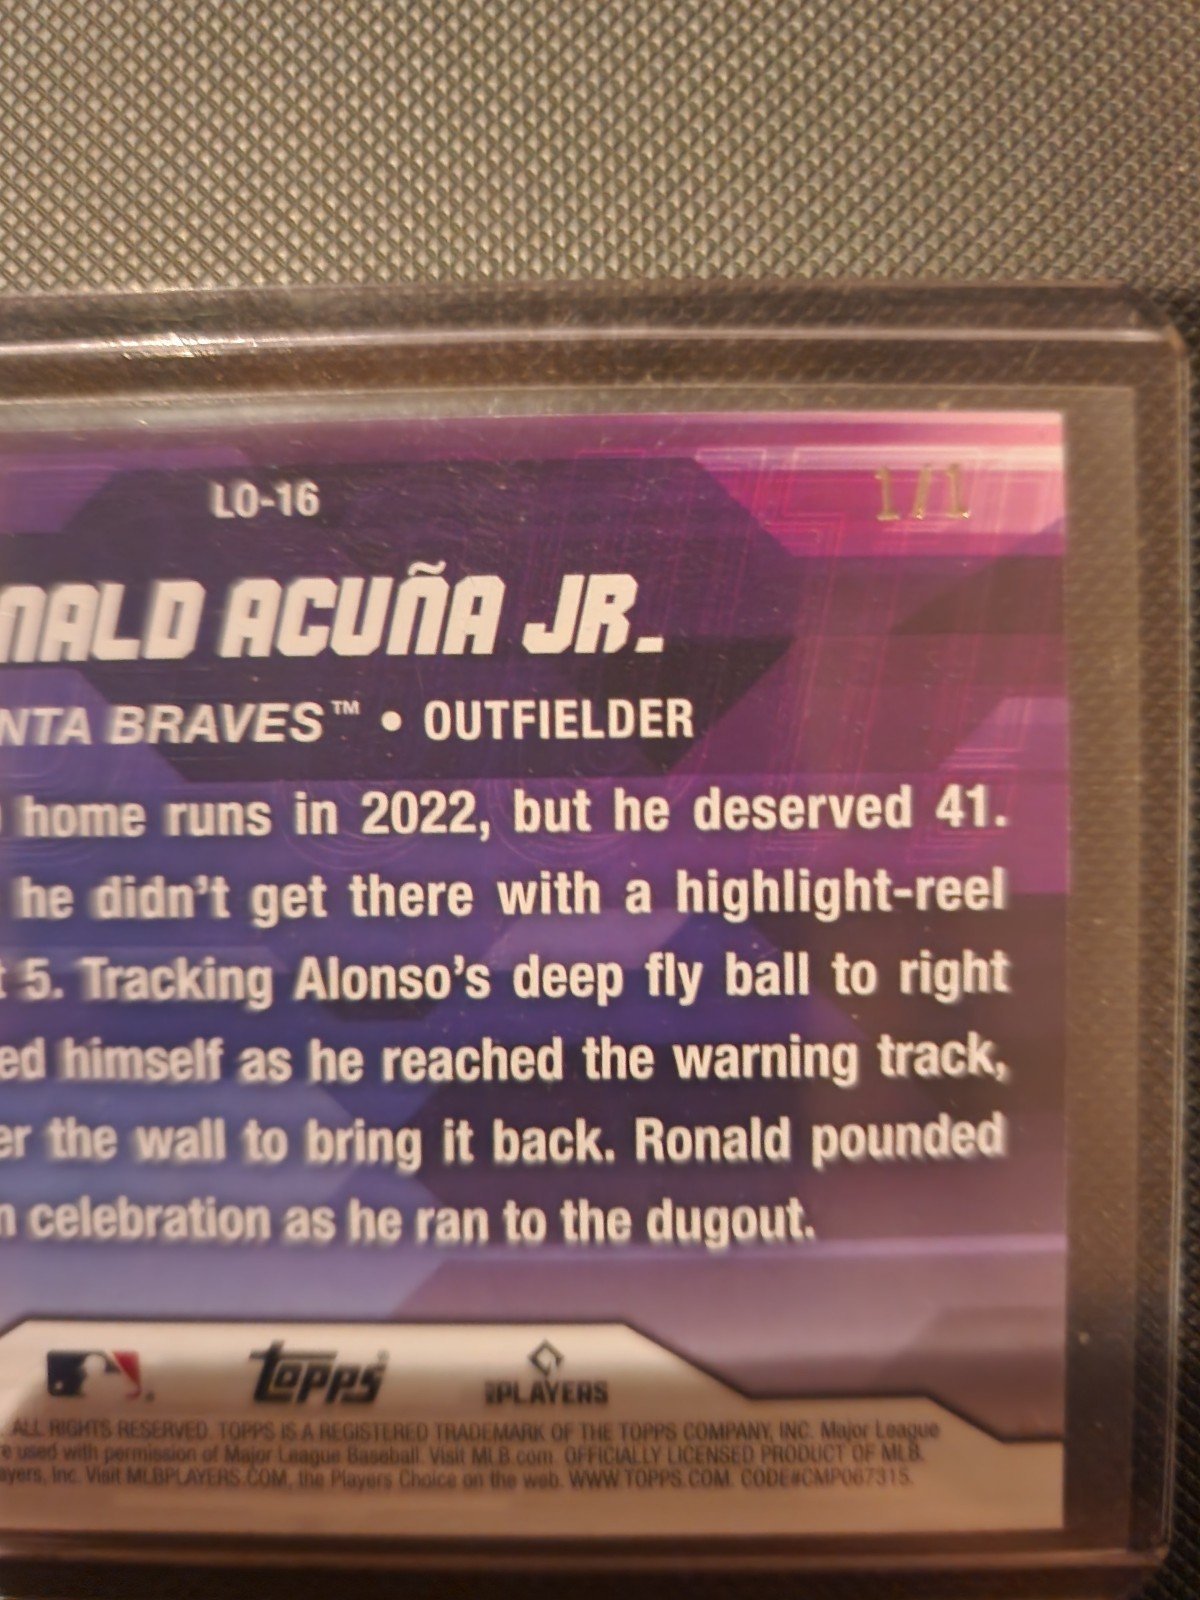 LO-16
1/1
NALD ACUÑA JR.
NTA BRAVES™ • OUTFIELDER
home runs in 2022, but he deserved 41.
he didn't get there with a highlight-reel
t 5. Tracking Alonso's deep fly ball to right
ed himself as he reached the warning track,
er the wall to bring it back. Ronald pounded
n celebration as he ran to the dugout.
topps
PLAYERS
ALL RIGHTS RESERVED. TOPPS IS A REGISTERED TRADEMARK OF THE TOPPS COMPANY, INC. Major League
e used with permission of Major League Baseball. Visit MLB.com. OFFICIALLY LICENSED PRODUCT OF MLB.
ayers, Inc. Visit MLBPLAYERS.COM, the Players Choice on the web. WWW.TOPPS.COM. CODE#CMP067315.